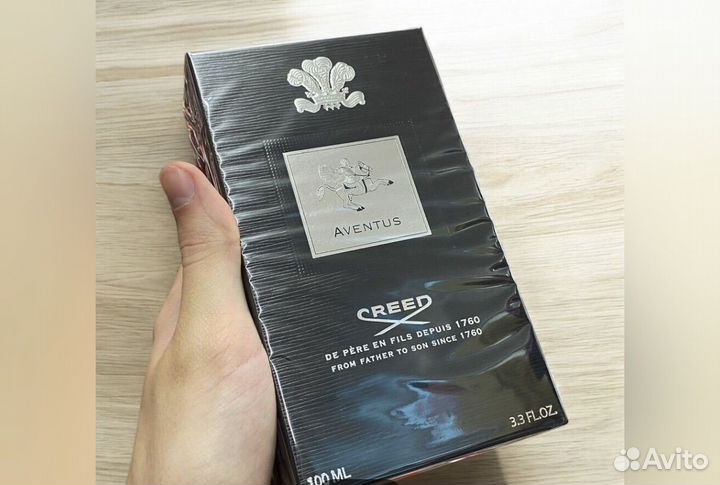 AVENTUS
CREED
DE PÈRE EN FILS DEPUIS 1760
FROM FATHER TO SON SINCE 1760
3.3 FL.OZ.
100 ML
Avito